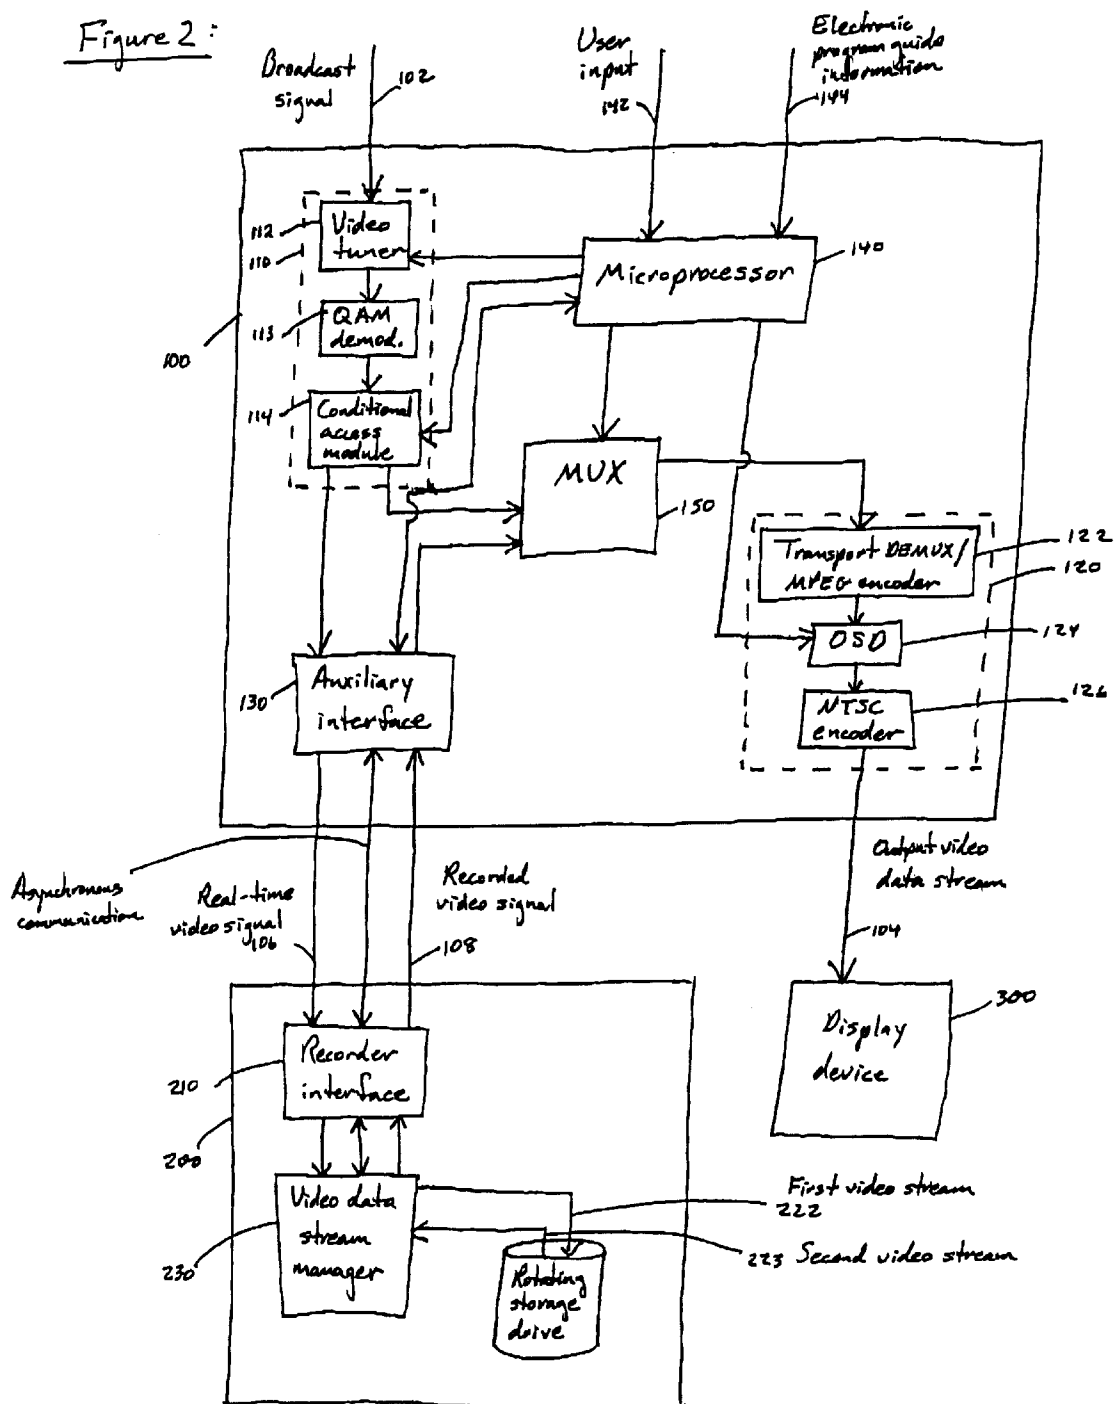 Figure 2 :
Broadcast
signal
102
User
input
142
Electronic
program guide
information
144
112
110
Video
tuner
Microprocessor
140
113
QAM
demod.
100
114
Conditional
access
module
MUX
150
Transport DEMUX/
MPEG encoder
122
120
OSD
124
NTSC
encoder
126
130
Auxiliary
interface
Asynchronous
communication
Real-time
video signal
106
Recorded
video signal
108
Output video
data stream
104
Display
device
300
210
Recorder
interface
200
230
Video data
stream
manager
First video stream
222
223 Second video stream
Rotating
storage
drive